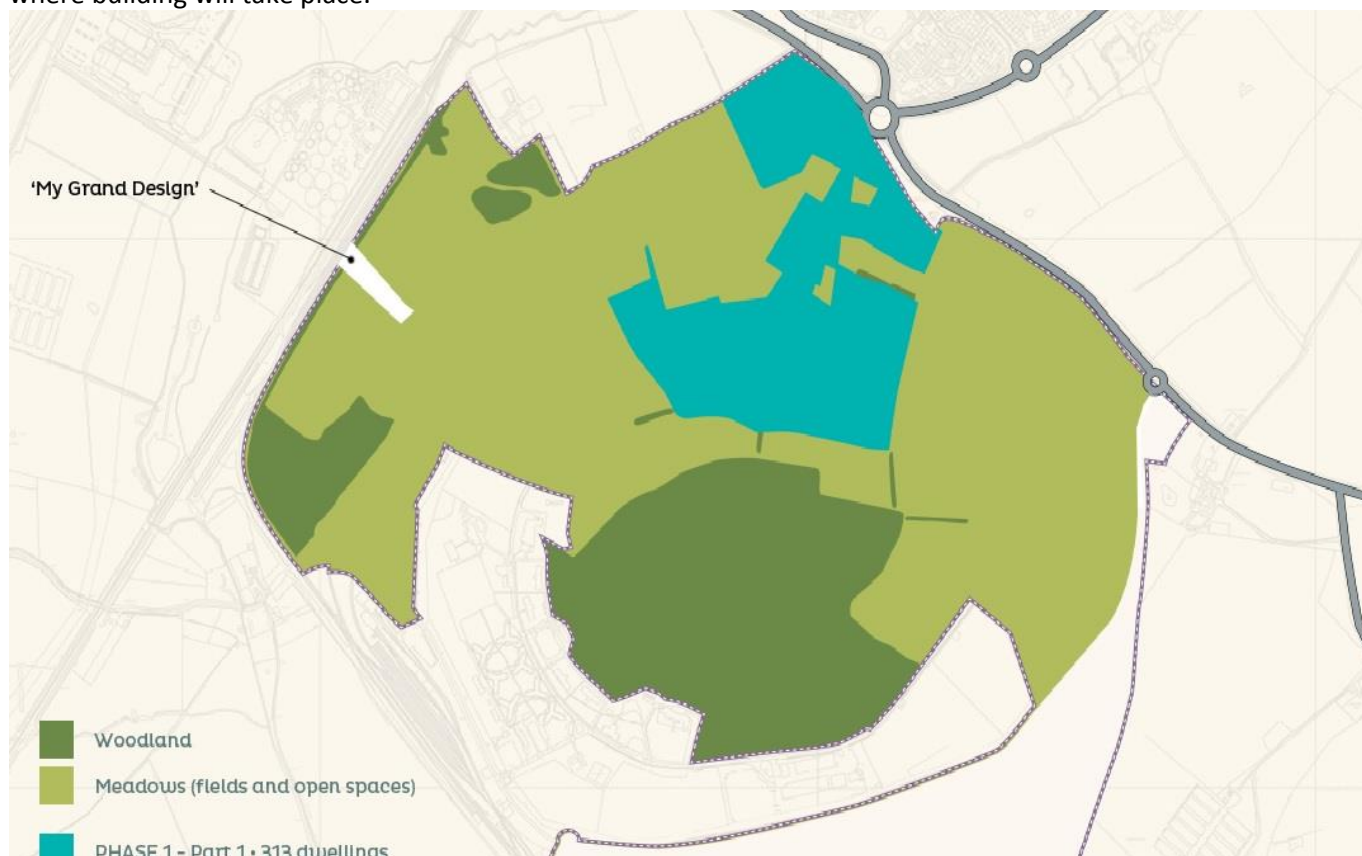 where building will take place.
‘My Grand Design’
Woodland
Meadows (fields and open spaces)
PHASE 1 - Part 1 • 313 dwellings